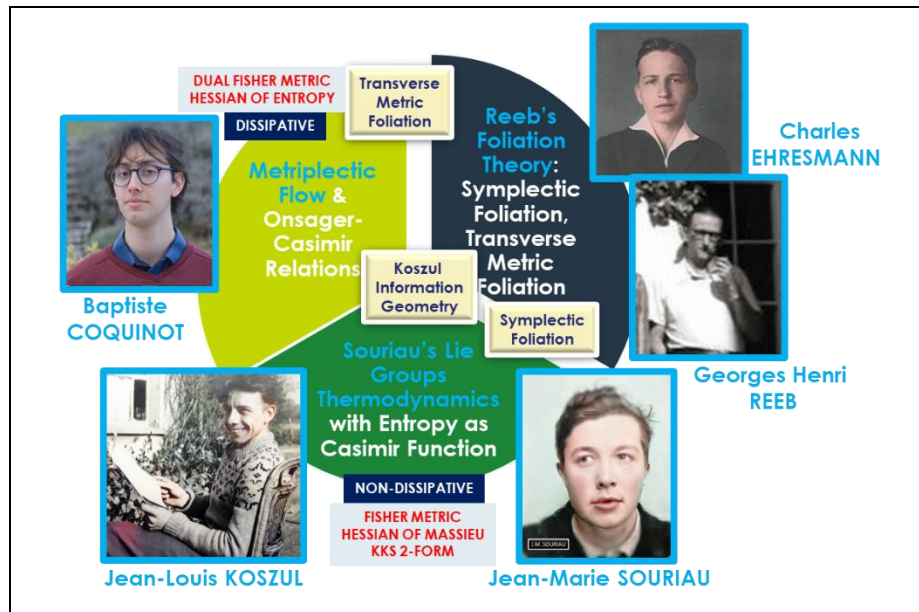 DUAL FISHER METRIC
HESSIAN OF ENTROPY
DISSIPATIVE
Transverse
Metric
Foliation
Reeb's
Foliation
Theory:
Symplectic
Foliation,
Transverse
Metric
Foliation
Charles
EHRESMANN
Metriplectic
Flow &
Onsager-
Casimir
Relations
Baptiste
COQUINOT
Koszul
Information
Geometry
Symplectic
Foliation
Georges Henri
REEB
Souriau's Lie
Groups
Thermodynamics
with Entropy as
Casimir Function
NON-DISSIPATIVE
FISHER METRIC
HESSIAN OF MASSIEU
KKS 2-FORM
Jean-Louis KOSZUL
J.M. SOURIAU
Jean-Marie SOURIAU